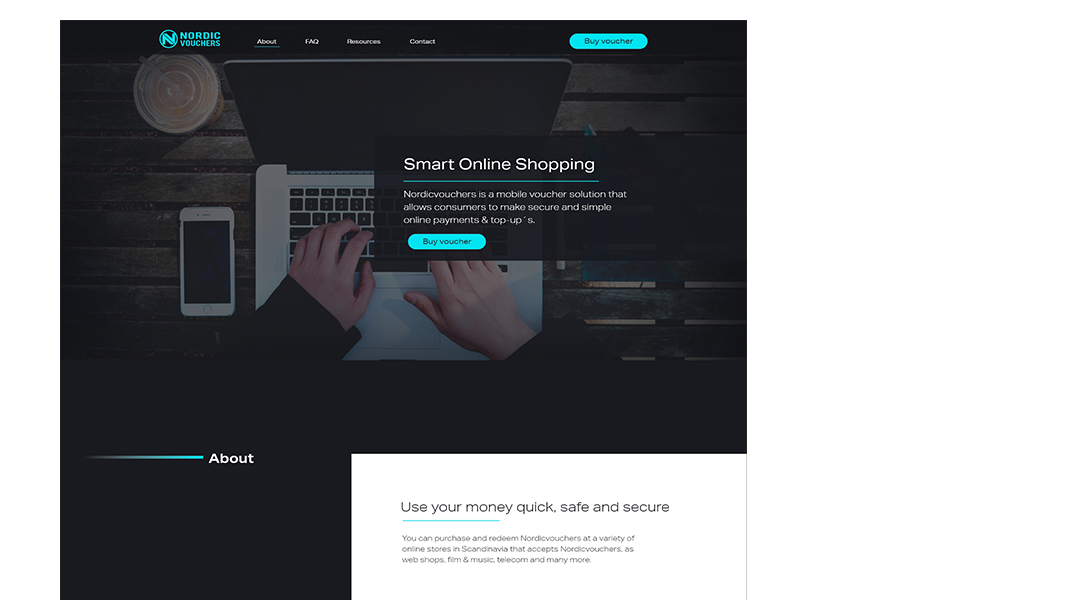 NORDIC
VOUCHERS
About
FAQ
Resources
Contact
Buy voucher
Smart Online Shopping
Nordicvouchers is a mobile voucher solution that
allows consumers to make secure and simple
online payments & top-up´s.
Buy voucher
About
Use your money quick, safe and secure
You can purchase and redeem Nordicvouchers at a variety of
online stores in Scandinavia that accepts Nordicvouchers, as
web shops, film & music, telecom and many more.